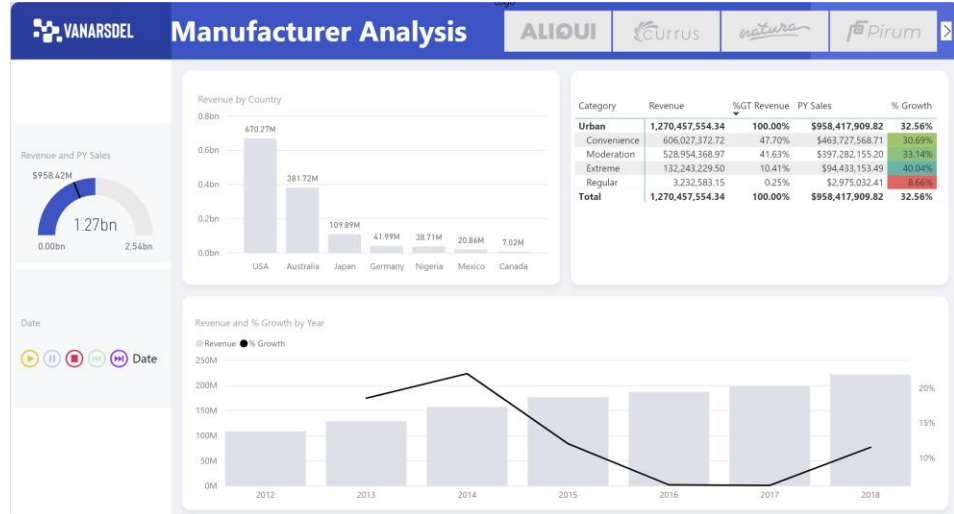 Logo
VANARSDEL
Manufacturer Analysis
ALIQUI
Currus
natura
Pirum
Revenue and PY Sales
$958.42M
1.27bn
0.00bn 2.54bn
Date
Date
Revenue by Country
0.8bn
0.6bn
0.4bn
0.2bn
0.0bn
670.27M
381.72M
109.89M
41.99M
38.71M
20.86M
7.02M
USA Australia Japan Germany Nigeria Mexico Canada
Category Revenue %GT Revenue PY Sales % Growth
Urban 1,270,457,554.34 100.00% $958,417,909.82 32.56%
Convenience 606,027,372.72 47.70% $463,727,568.71 30.69%
Moderation 528,954,368.97 41.63% $397,282,155.20 33.14%
Extreme 132,243,229.50 10.41% $94,433,153.49 40.04%
Regular 3,232,583.15 0.25% $2,975,032.41 8.66%
Total 1,270,457,554.34 100.00% $958,417,909.82 32.56%
Revenue and % Growth by Year
Revenue % Growth
250M
200M
150M
100M
50M
0M
20%
15%
10%
2012 2013 2014 2015 2016 2017 2018